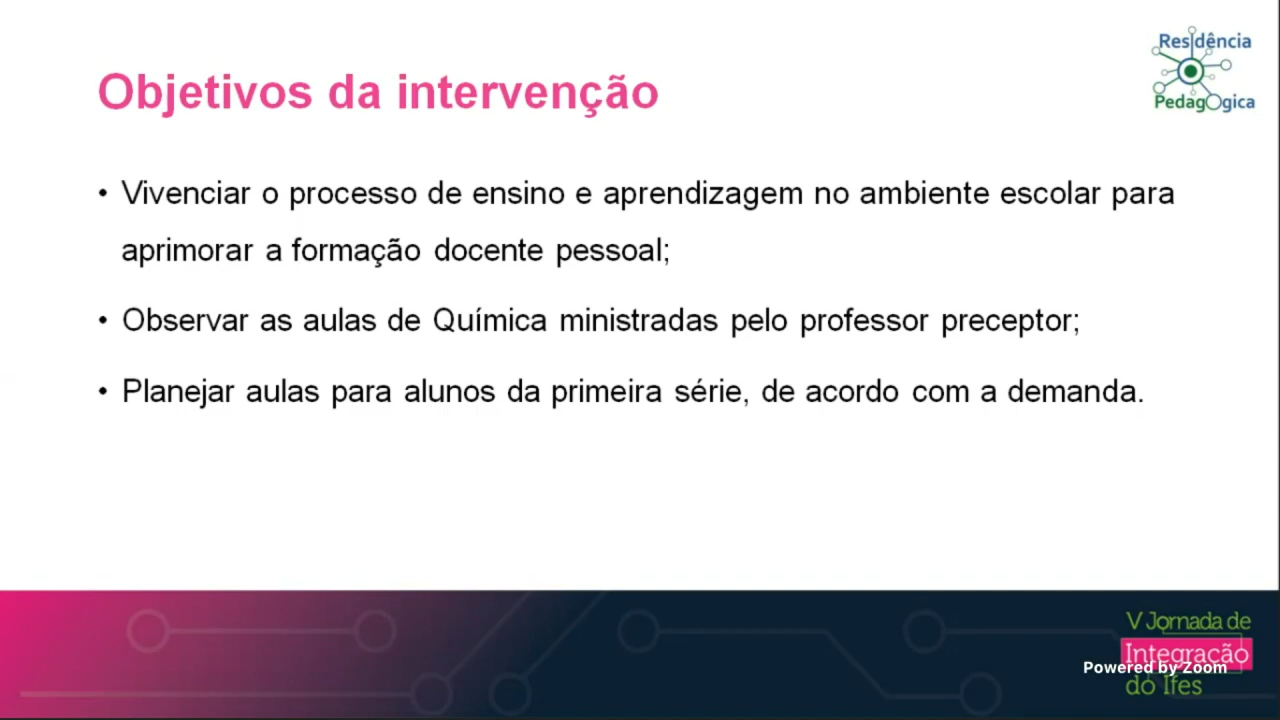 Residência
Pedagógica
Objetivos da intervenção
• Vivenciar o processo de ensino e aprendizagem no ambiente escolar para
aprimorar a formação docente pessoal;
• Observar as aulas de Química ministradas pelo professor preceptor;
• Planejar aulas para alunos da primeira série, de acordo com a demanda.
V Jornada de
Integração
Powered by Zoom
do Ifes